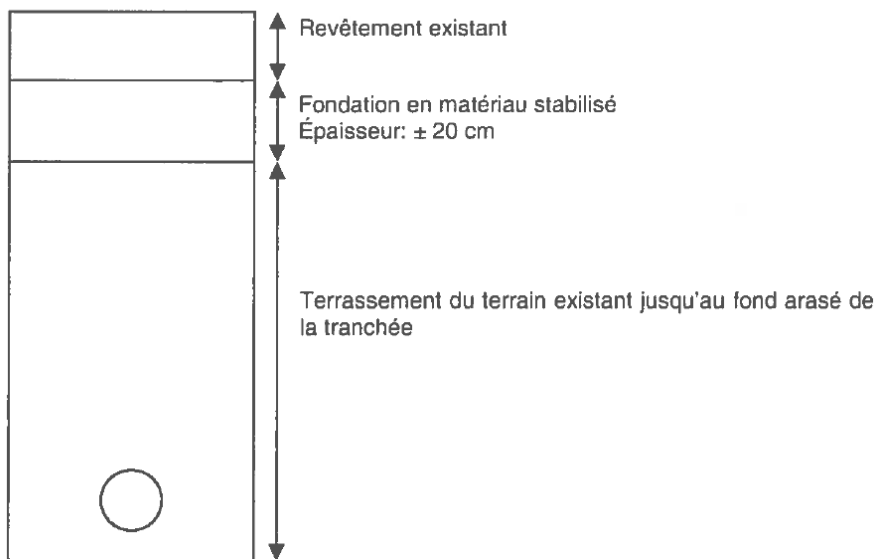 Revêtement existant
Fondation en matériau stabilisé
Épaisseur: ± 20 cm
Terrassement du terrain existant jusqu'au fond arasé de
la tranchée